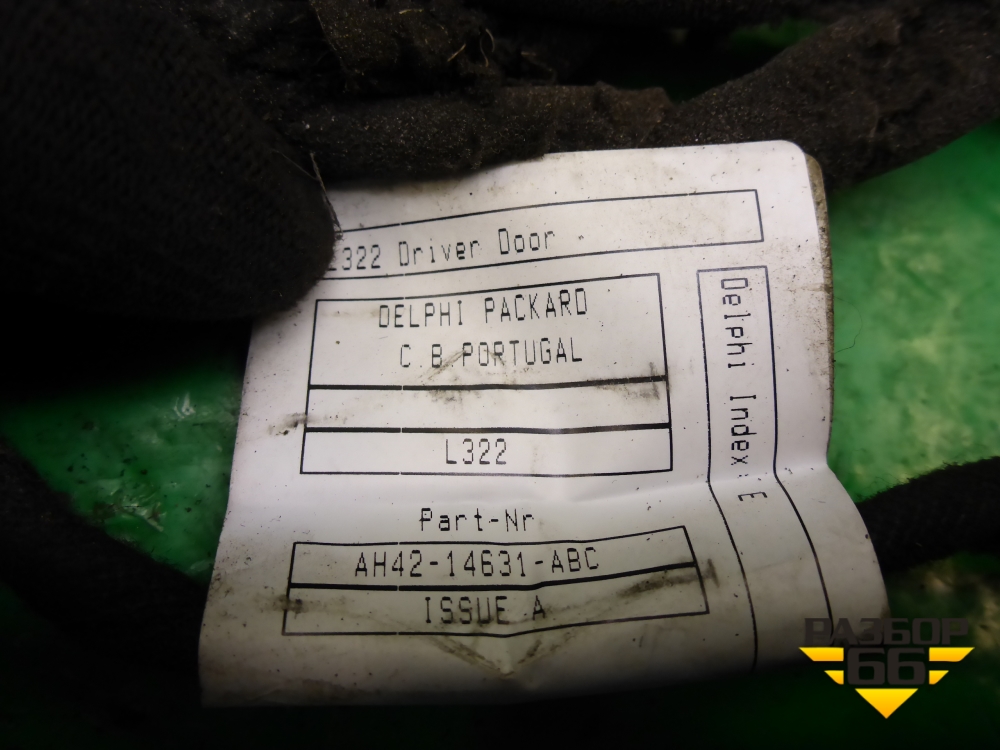 L322 Driver Door
DELPHI PACKARD
C.B.PORTUGAL
L322
Part-Nr
AH42-14631-ABC
ISSUE A
Delphi Index: E
РАЗБОР
66